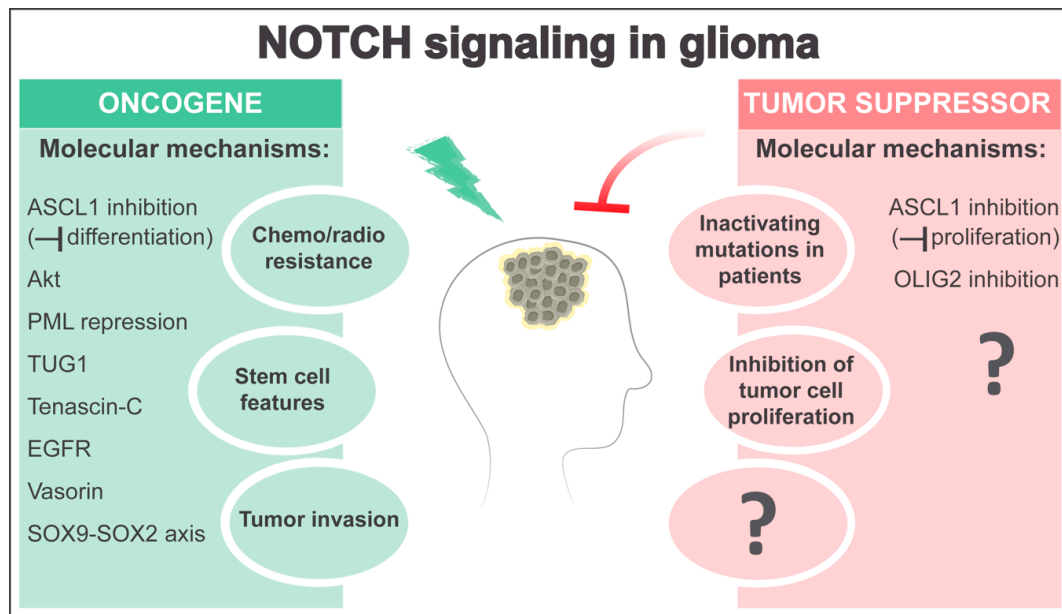 NOTCH signaling in glioma
ONCOGENE
Molecular mechanisms:
ASCL1 inhibition
(⊣ differentiation)
Akt
PML repression
TUG1
Tenascin-C
EGFR
Vasorin
SOX9-SOX2 axis
Chemo/radio
resistance
Stem cell
features
Tumor invasion
TUMOR SUPPRESSOR
Molecular mechanisms:
Inactivating
mutations in
patients
Inhibition of
tumor cell
proliferation
?
ASCL1 inhibition
(⊣ proliferation)
OLIG2 inhibition
?